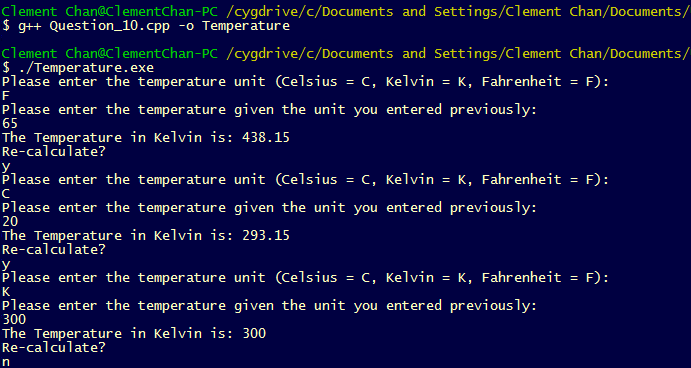 Clement Chan@ClementChan-PC /cygdrive/c/Documents and Settings/Clement Chan/Documents/
$ g++ Question_10.cpp -o Temperature
Clement Chan@ClementChan-PC /cygdrive/c/Documents and Settings/Clement Chan/Documents/
$ ./Temperature.exe
Please enter the temperature unit (Celsius = C, Kelvin = K, Fahrenheit = F):
F
Please enter the temperature given the unit you entered previously:
65
The Temperature in Kelvin is: 438.15
Re-calculate?
y
Please enter the temperature unit (Celsius = C, Kelvin = K, Fahrenheit = F):
C
Please enter the temperature given the unit you entered previously:
20
The Temperature in Kelvin is: 293.15
Re-calculate?
y
Please enter the temperature unit (Celsius = C, Kelvin = K, Fahrenheit = F):
K
Please enter the temperature given the unit you entered previously:
300
The Temperature in Kelvin is: 300
Re-calculate?
n